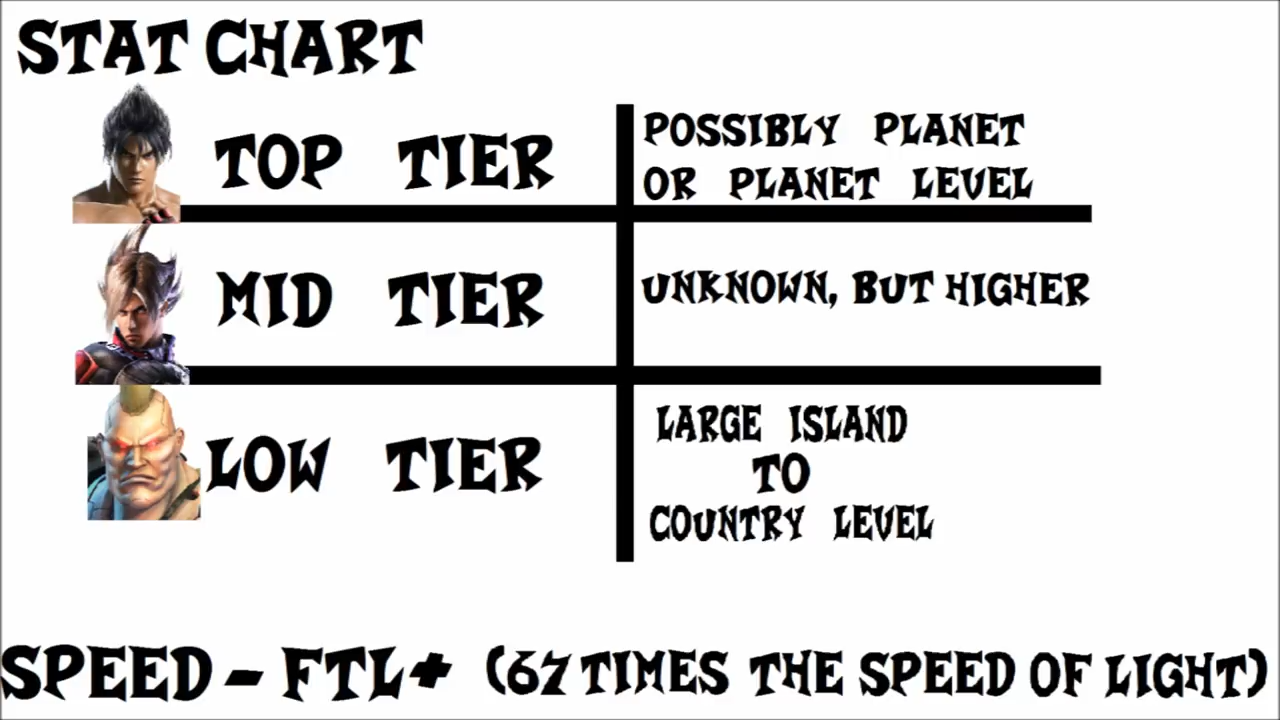 STAT CHART
TOP TIER
POSSIBLY PLANET
OR PLANET LEVEL
MID TIER
UNKNOWN, BUT HIGHER
LOW TIER
LARGE ISLAND
TO
COUNTRY LEVEL
SPEED - FTL+ (67 TIMES THE SPEED OF LIGHT)